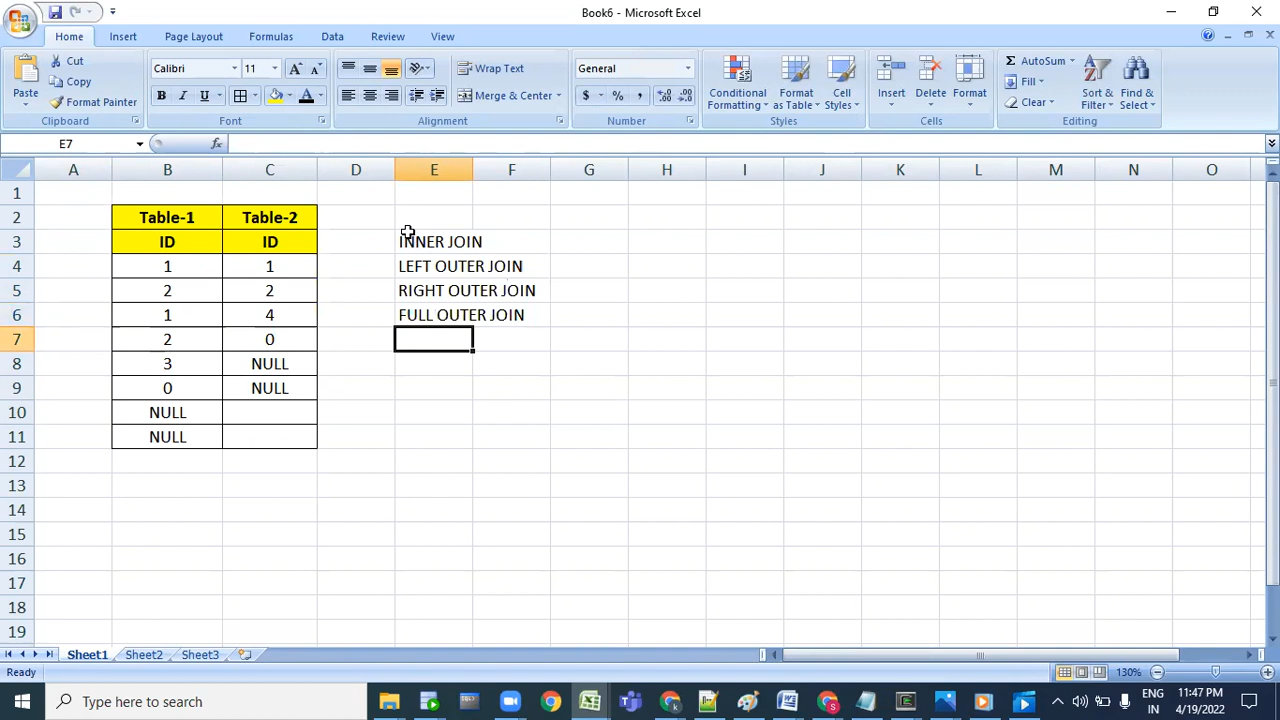 Book6 - Microsoft Excel
Home Insert Page Layout Formulas Data Review View
Paste
Cut
Copy
Format Painter
Clipboard
Calibri 11
B I U
A
Font
Wrap Text
Merge & Center
Alignment
General
$ % , .0 .00 .00 .0
Number
Conditional Formatting
Format as Table
Cell Styles
Styles
Insert Delete Format
Cells
Σ AutoSum
Fill
Clear
Sort & Filter
Find & Select
Editing
E7 fx
A B C D E F G H I J K L M N O
1
2 Table-1 Table-2
3 ID ID INNER JOIN
4 1 1 LEFT OUTER JOIN
5 2 2 RIGHT OUTER JOIN
6 1 4 FULL OUTER JOIN
7 2 0
8 3 NULL
9 0 NULL
10 NULL
11 NULL
12
13
14
15
16
17
18
19
Sheet1 Sheet2 Sheet3
Ready 130%
Type here to search
ENG
IN
11:47 PM
4/19/2022